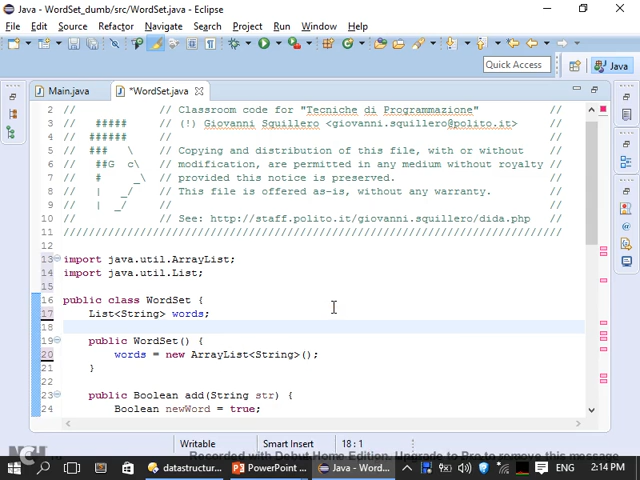 Java - WordSet_dumb/src/WordSet.java - Eclipse
File Edit Source Refactor Navigate Search Project Run Window Help
Quick Access
Java
Main.java *WordSet.java
2 // // Classroom code for "Tecniche di Programmazione" //
3 // ##### // (!) Giovanni Squillero <giovanni.squillero@polito.it> //
4 // ###### // //
5 // ### \ // Copying and distribution of this file, with or without //
6 // ##G c\ // modification, are permitted in any medium without royalty //
7 // # _\ // provided this notice is preserved. //
8 // | _/ // This file is offered as-is, without any warranty. //
9 // | _/ // //
10 // // See: http://staff.polito.it/giovanni.squillero/dida.php //
11 //////////////////////////////////////////////////////////////////////////
12
13 import java.util.ArrayList;
14 import java.util.List;
15
16 public class WordSet {
17 List<String> words;
18
19 public WordSet() {
20 words = new ArrayList<String>();
21 }
22
23 public Boolean add(String str) {
24 Boolean newWord = true;
Writable Smart Insert 18 : 1
Recorded with Debut Home Edition. Upgrade to Pro to remove this message
NCH
datastructur... PowerPoint ... Java - Word... ENG 2:14 PM